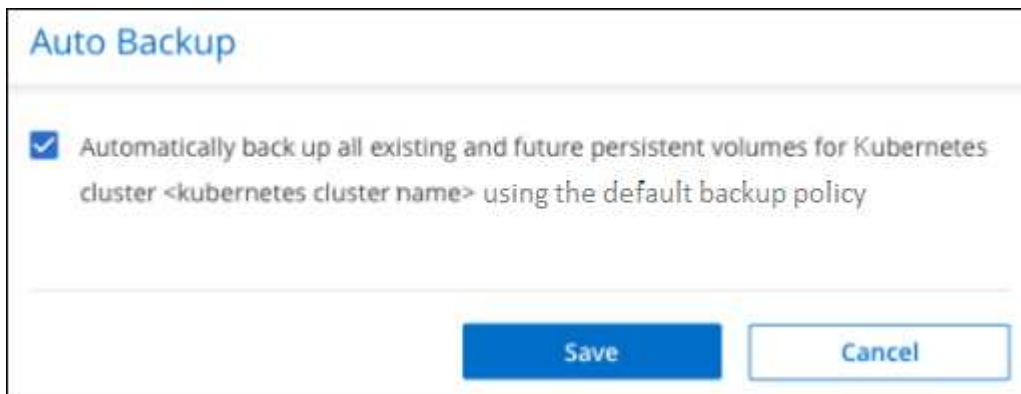 Auto Backup
Automatically back up all existing and future persistent volumes for Kubernetes
cluster <kubernetes cluster name> using the default backup policy
Save
Cancel